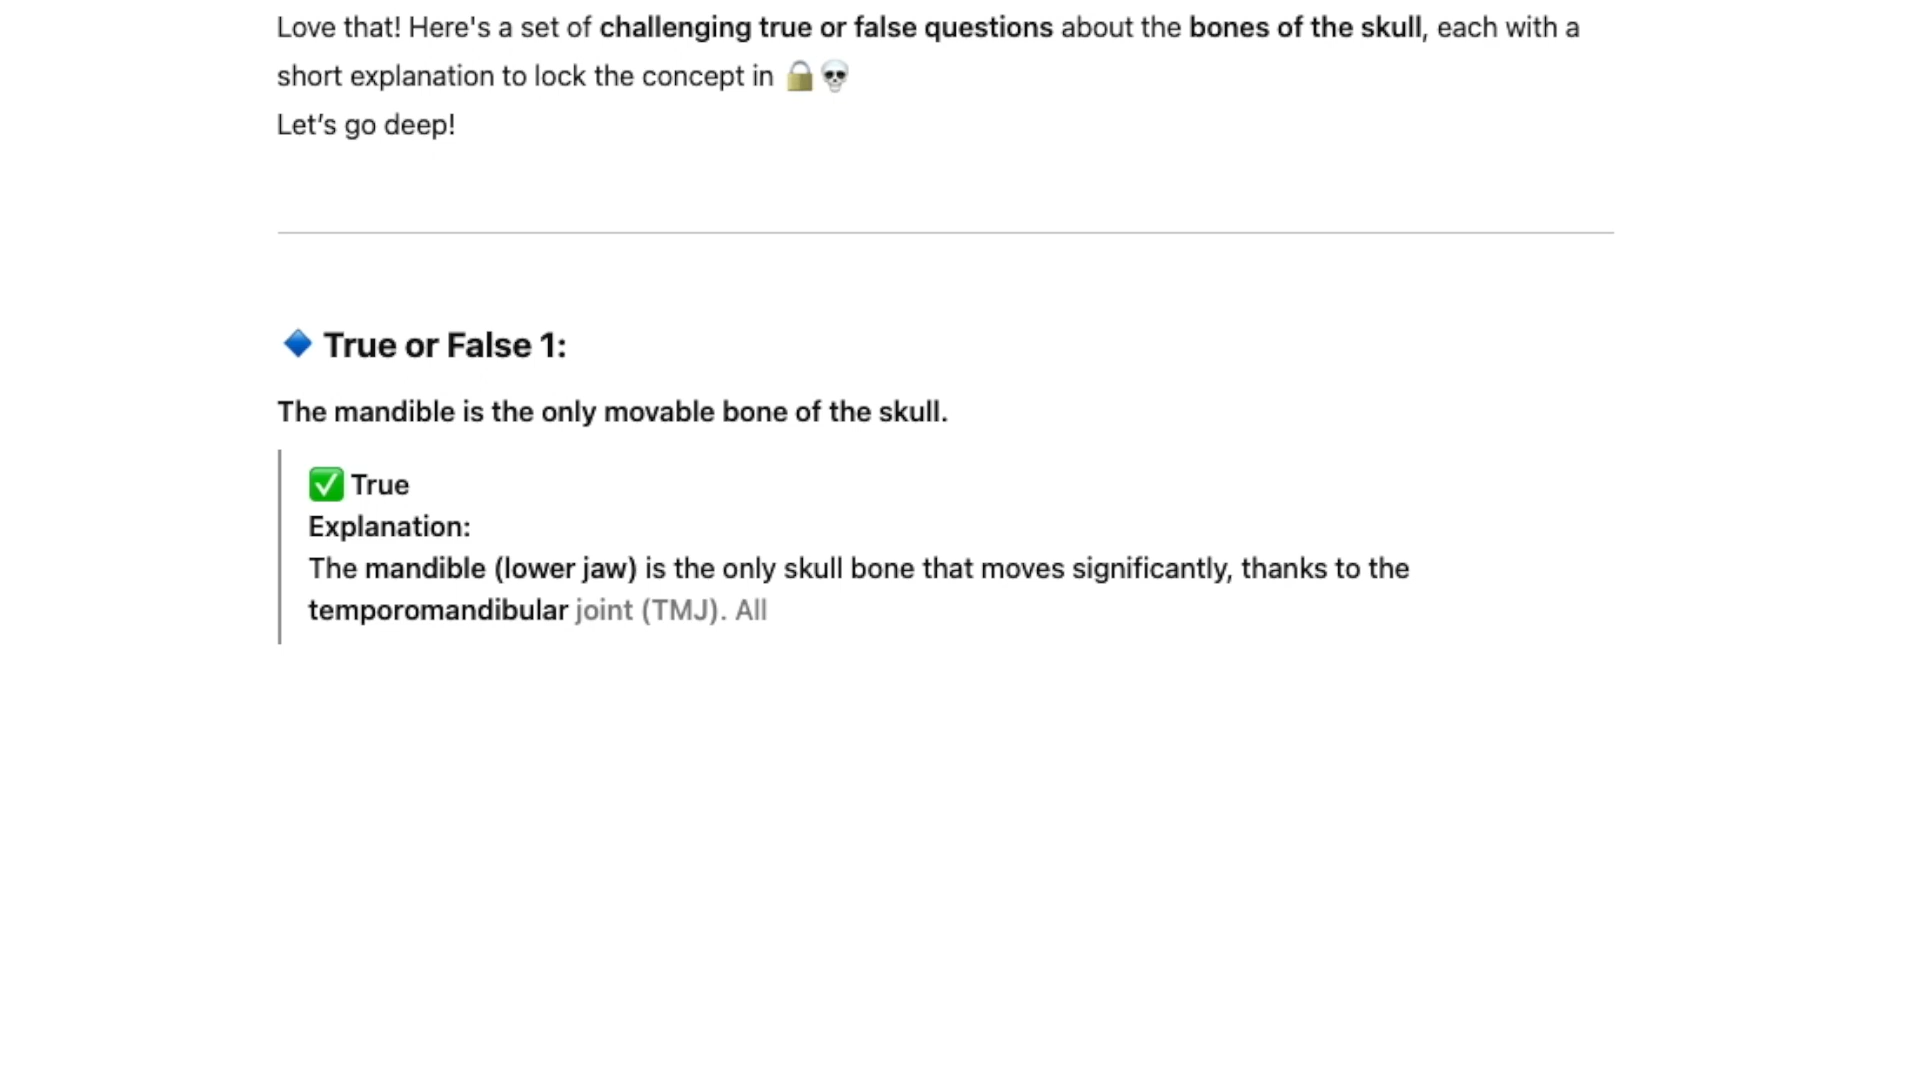 Love that! Here's a set of challenging true or false questions about the bones of the skull, each with a
short explanation to lock the concept in 🔒💀
Let’s go deep!
🔷 True or False 1:
The mandible is the only movable bone of the skull.
✅ True
Explanation:
The mandible (lower jaw) is the only skull bone that moves significantly, thanks to the
temporomandibular joint (TMJ). All